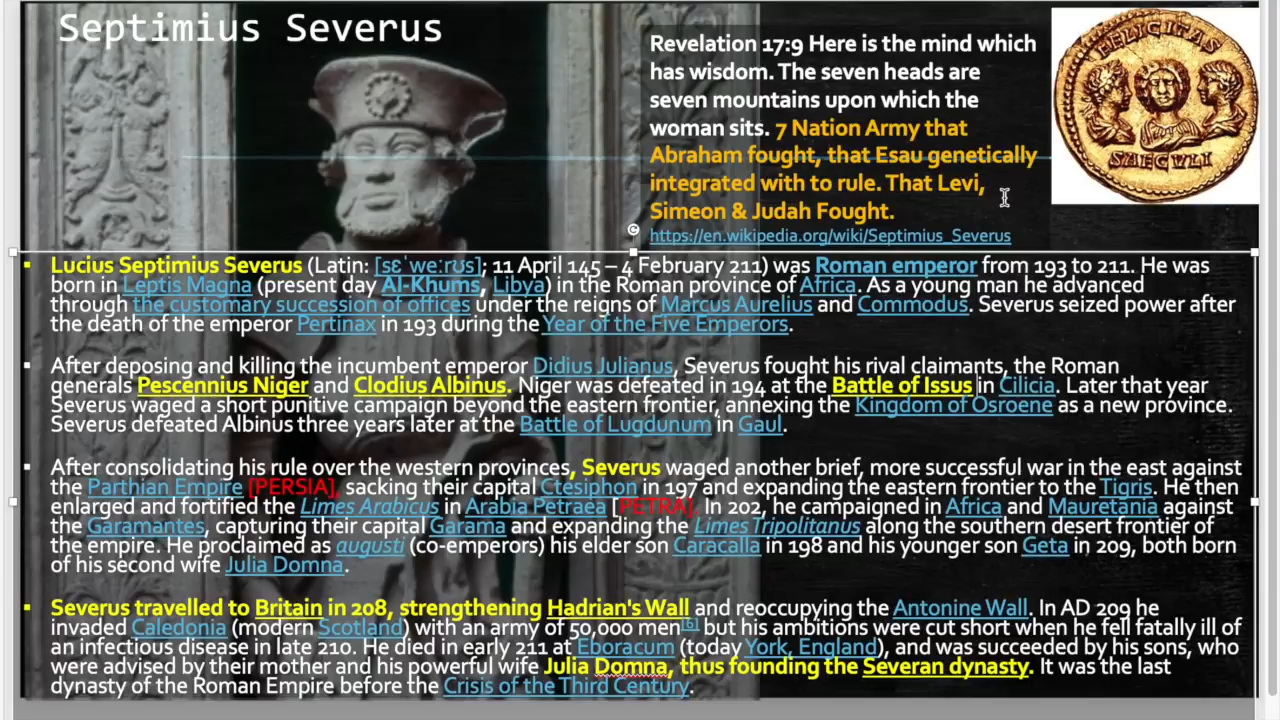 Septimius Severus
Revelation 17:9 Here is the mind which
has wisdom. The seven heads are
seven mountains upon which the
woman sits. 7 Nation Army that
Abraham fought, that Esau genetically
integrated with to rule. That Levi,
Simeon & Judah Fought.
https://en.wikipedia.org/wiki/Septimius_Severus
FELICITAS
SAECVLI
▪ Lucius Septimius Severus (Latin: [sɛˈweːrʊs]; 11 April 145 – 4 February 211) was Roman emperor from 193 to 211. He was
born in Leptis Magna (present day Al-Khums, Libya) in the Roman province of Africa. As a young man he advanced
through the customary succession of offices under the reigns of Marcus Aurelius and Commodus. Severus seized power after
the death of the emperor Pertinax in 193 during the Year of the Five Emperors.
▪ After deposing and killing the incumbent emperor Didius Julianus, Severus fought his rival claimants, the Roman
generals Pescennius Niger and Clodius Albinus. Niger was defeated in 194 at the Battle of Issus in Cilicia. Later that year
Severus waged a short punitive campaign beyond the eastern frontier, annexing the Kingdom of Osroene as a new province.
Severus defeated Albinus three years later at the Battle of Lugdunum in Gaul.
▪ After consolidating his rule over the western provinces, Severus waged another brief, more successful war in the east against
the Parthian Empire [PERSIA], sacking their capital Ctesiphon in 197 and expanding the eastern frontier to the Tigris. He then
enlarged and fortified the Limes Arabicus in Arabia Petraea [PETRA]. In 202, he campaigned in Africa and Mauretania against
the Garamantes, capturing their capital Garama and expanding the Limes Tripolitanus along the southern desert frontier of
the empire. He proclaimed as augusti (co-emperors) his elder son Caracalla in 198 and his younger son Geta in 209, both born
of his second wife Julia Domna.
▪ Severus travelled to Britain in 208, strengthening Hadrian's Wall and reoccupying the Antonine Wall. In AD 209 he
invaded Caledonia (modern Scotland) with an army of 50,000 men[6] but his ambitions were cut short when he fell fatally ill of
an infectious disease in late 210. He died in early 211 at Eboracum (today York, England), and was succeeded by his sons, who
were advised by their mother and his powerful wife Julia Domna, thus founding the Severan dynasty. It was the last
dynasty of the Roman Empire before the Crisis of the Third Century.